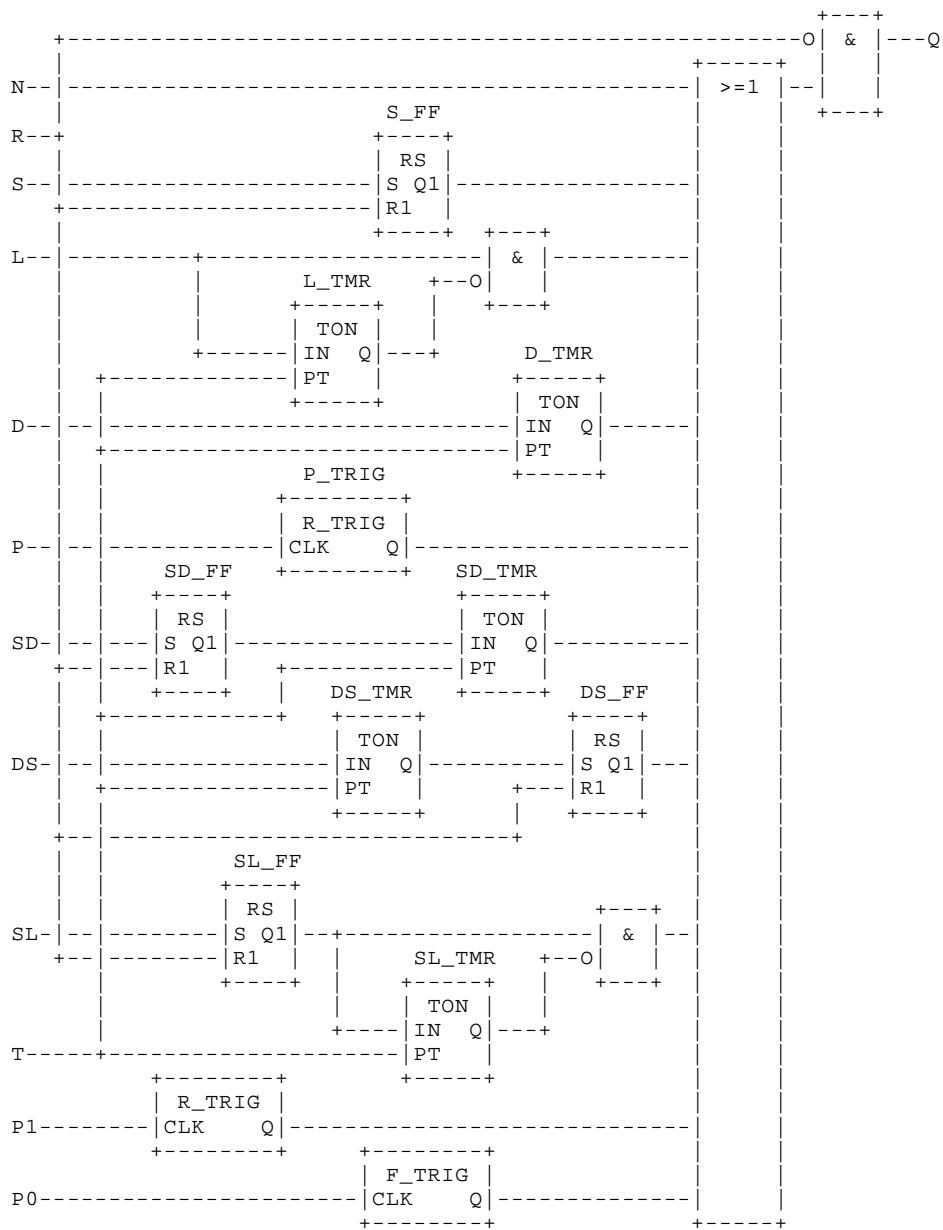 & Q
N >=1
S_FF
R
RS
S S Q1
R1
L &
L_TMR
TON
IN Q D_TMR
PT
TON
D IN Q
PT
P_TRIG
R_TRIG
P CLK Q
SD_FF SD_TMR
RS TON
SD S Q1 IN Q
R1 PT
DS_TMR DS_FF
TON RS
DS IN Q S Q1
PT R1
SL_FF
RS
SL S Q1 &
R1 SL_TMR
TON
IN Q
T PT
R_TRIG
P1 CLK Q
F_TRIG
P0 CLK Q